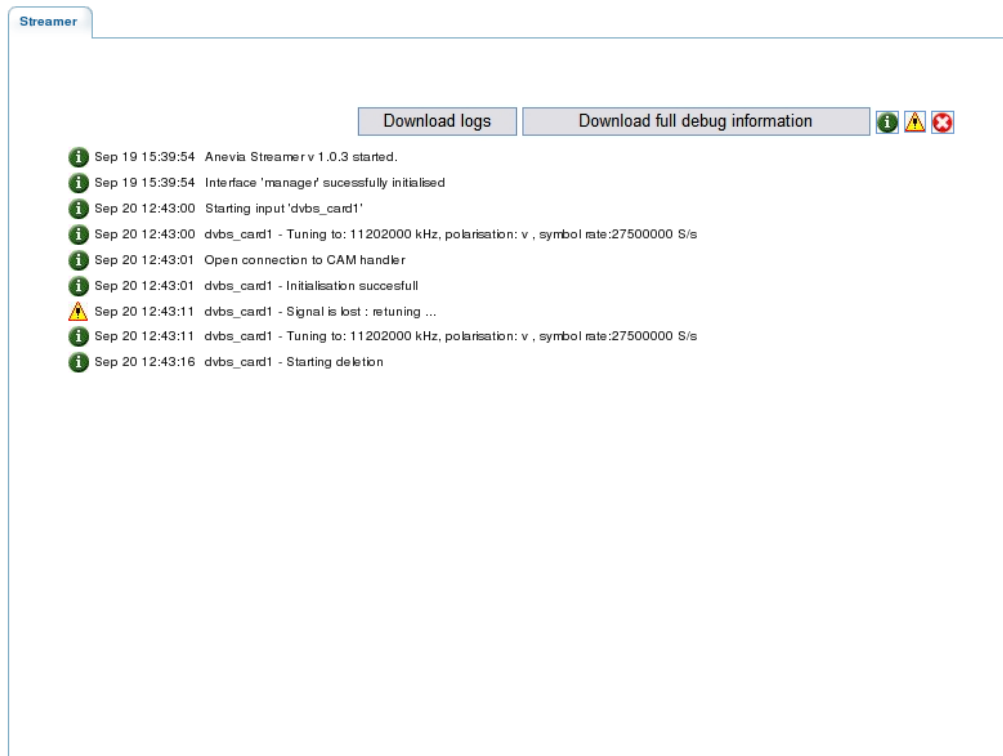 Streamer
Download logs Download full debug information
Sep 19 15:39:54 Anevia Streamer v 1.0.3 started.
Sep 19 15:39:54 Interface 'manager' sucessfully initialised
Sep 20 12:43:00 Starting input 'dvbs_card1'
Sep 20 12:43:00 dvbs_card1 - Tuning to: 11202000 kHz, polarisation: v , symbol rate:27500000 S/s
Sep 20 12:43:01 Open connection to CAM handler
Sep 20 12:43:01 dvbs_card1 - Initialisation succesfull
Sep 20 12:43:11 dvbs_card1 - Signal is lost : retuning ...
Sep 20 12:43:11 dvbs_card1 - Tuning to: 11202000 kHz, polarisation: v , symbol rate:27500000 S/s
Sep 20 12:43:16 dvbs_card1 - Starting deletion